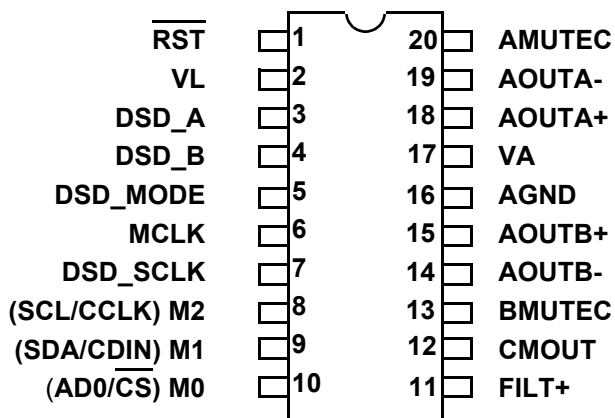 R̅S̅T̅ 1 20 AMUTEC
VL 2 19 AOUTA-
DSD_A 3 18 AOUTA+
DSD_B 4 17 VA
DSD_MODE 5 16 AGND
MCLK 6 15 AOUTB+
DSD_SCLK 7 14 AOUTB-
(SCL/CCLK) M2 8 13 BMUTEC
(SDA/CDIN) M1 9 12 CMOUT
(AD0/C̅S̅) M0 10 11 FILT+